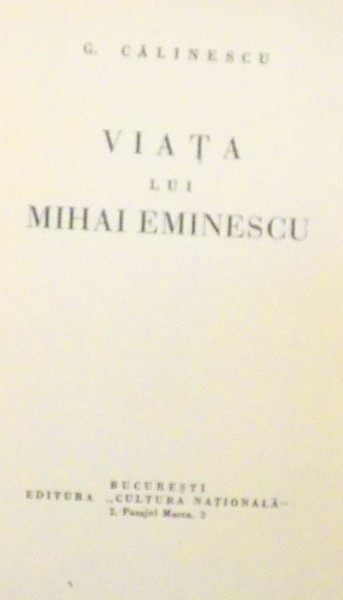 G. CĂLINESCU
VIAȚA
LUI
MIHAI EMINESCU
BUCUREȘTI
EDITURA „CULTURA NAȚIONALĂ"
2, Pasajul Macca, 2